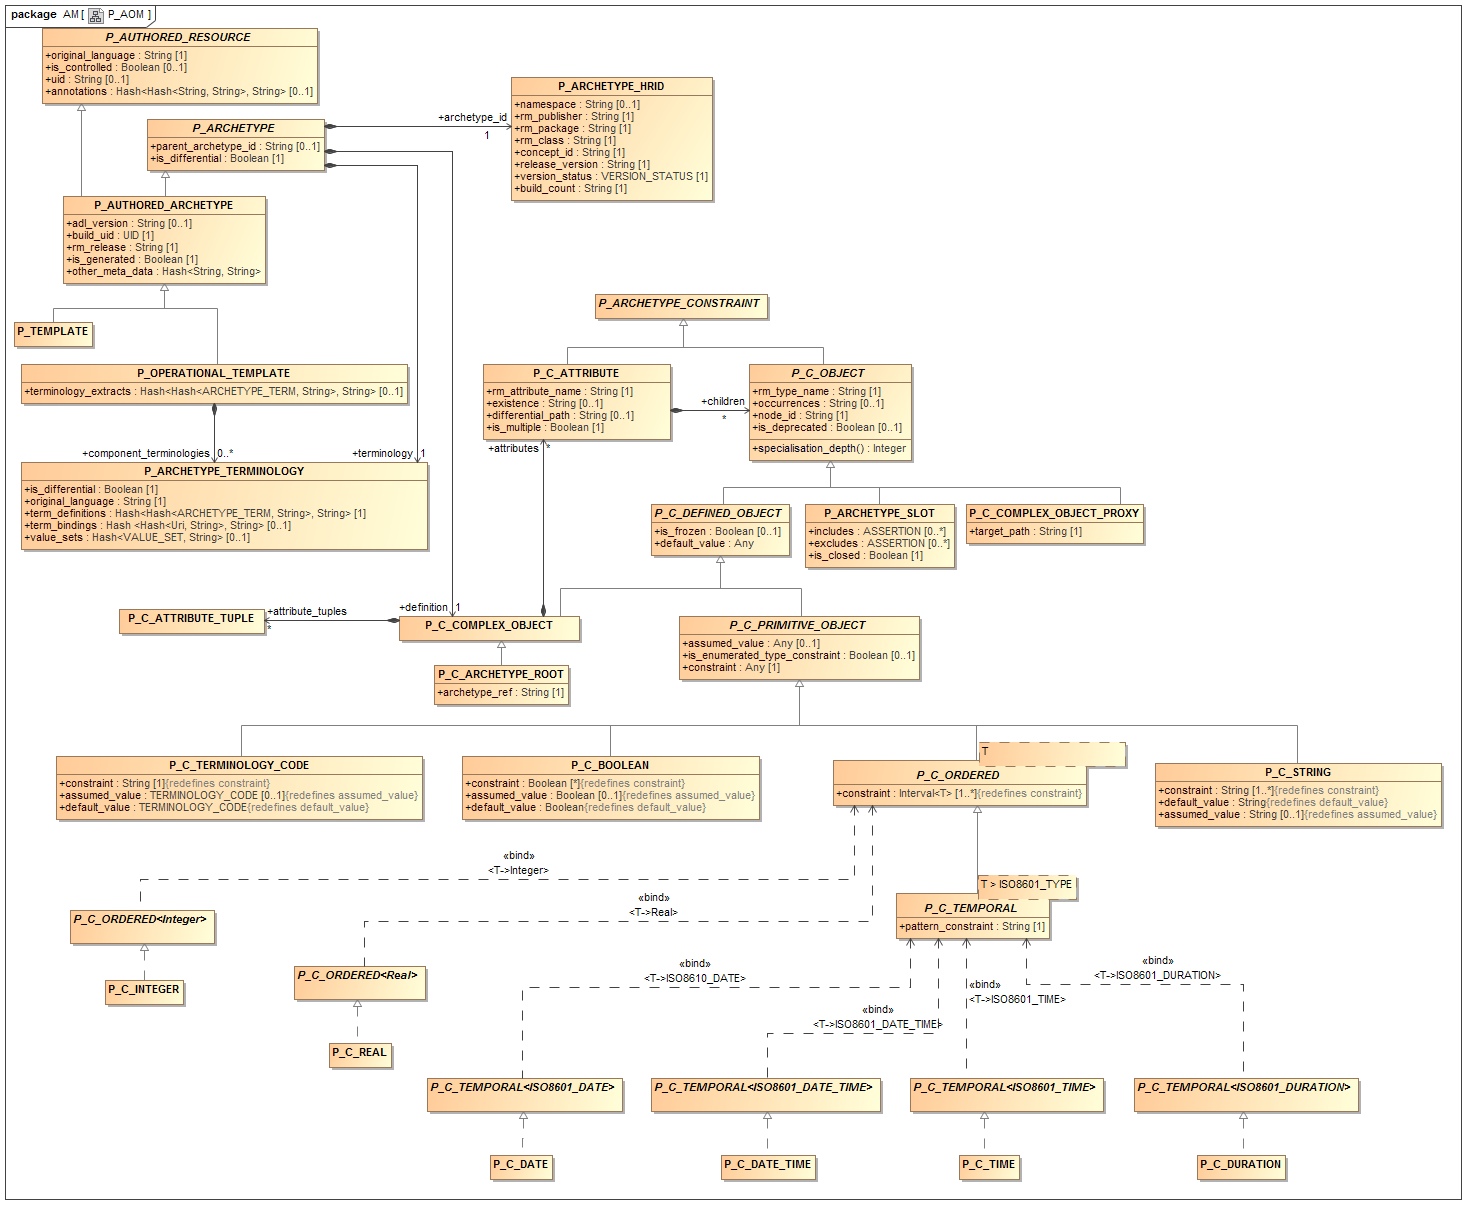 package AM [ P_AOM ]
P_AUTHORED_RESOURCE
+original_language : String [1]
+is_controlled : Boolean [0..1]
+uid : String [0..1]
+annotations : Hash<Hash<String, String>, String> [0..1]
P_ARCHETYPE_HRID
+namespace : String [0..1]
+rm_publisher : String [1]
+rm_package : String [1]
+rm_class : String [1]
+concept_id : String [1]
+release_version : String [1]
+version_status : VERSION_STATUS [1]
+build_count : String [1]
+archetype_id
1
P_ARCHETYPE
+parent_archetype_id : String [0..1]
+is_differential : Boolean [1]
P_AUTHORED_ARCHETYPE
+adl_version : String [0..1]
+build_uid : UID [1]
+rm_release : String [1]
+is_generated : Boolean [1]
+other_meta_data : Hash<String, String>
P_TEMPLATE
P_OPERATIONAL_TEMPLATE
+terminology_extracts : Hash<Hash<ARCHETYPE_TERM, String>, String> [0..1]
+component_terminologies 0..*
+terminology 1
P_ARCHETYPE_TERMINOLOGY
+is_differential : Boolean [1]
+original_language : String [1]
+term_definitions : Hash<Hash<ARCHETYPE_TERM, String>, String> [1]
+term_bindings : Hash <Hash<Uri, String>, String> [0..1]
+value_sets : Hash<VALUE_SET, String> [0..1]
P_ARCHETYPE_CONSTRAINT
P_C_ATTRIBUTE
+rm_attribute_name : String [1]
+existence : String [0..1]
+differential_path : String [0..1]
+is_multiple : Boolean [1]
+children
*
P_C_OBJECT
+rm_type_name : String [1]
+occurrences : String [0..1]
+node_id : String [1]
+is_deprecated : Boolean [0..1]
+specialisation_depth() : Integer
+attributes *
P_C_DEFINED_OBJECT
+is_frozen : Boolean [0..1]
+default_value : Any
P_ARCHETYPE_SLOT
+includes : ASSERTION [0..*]
+excludes : ASSERTION [0..*]
+is_closed : Boolean [1]
P_C_COMPLEX_OBJECT_PROXY
+target_path : String [1]
P_C_ATTRIBUTE_TUPLE
+attribute_tuples
*
+definition 1
P_C_COMPLEX_OBJECT
P_C_ARCHETYPE_ROOT
+archetype_ref : String [1]
P_C_PRIMITIVE_OBJECT
+assumed_value : Any [0..1]
+is_enumerated_type_constraint : Boolean [0..1]
+constraint : Any [1]
P_C_TERMINOLOGY_CODE
+constraint : String [1]{redefines constraint}
+assumed_value : TERMINOLOGY_CODE [0..1]{redefines assumed_value}
+default_value : TERMINOLOGY_CODE{redefines default_value}
P_C_BOOLEAN
+constraint : Boolean [*]{redefines constraint}
+assumed_value : Boolean [0..1]{redefines assumed_value}
+default_value : Boolean{redefines default_value}
T
P_C_ORDERED
+constraint : Interval<T> [1..*]{redefines constraint}
P_C_STRING
+constraint : String [1..*]{redefines constraint}
+default_value : String{redefines default_value}
+assumed_value : String [0..1]{redefines assumed_value}
«bind»
<T->Integer>
«bind»
<T->Real>
T > ISO8601_TYPE
P_C_TEMPORAL
+pattern_constraint : String [1]
P_C_ORDERED<Integer>
P_C_INTEGER
P_C_ORDERED<Real>
P_C_REAL
«bind»
<T->ISO8610_DATE>
«bind»
<T->ISO8601_DATE_TIME>
«bind»
<T->ISO8601_TIME>
«bind»
<T->ISO8601_DURATION>
P_C_TEMPORAL<ISO8601_DATE>
P_C_TEMPORAL<ISO8601_DATE_TIME>
P_C_TEMPORAL<ISO8601_TIME>
P_C_TEMPORAL<ISO8601_DURATION>
P_C_DATE
P_C_DATE_TIME
P_C_TIME
P_C_DURATION